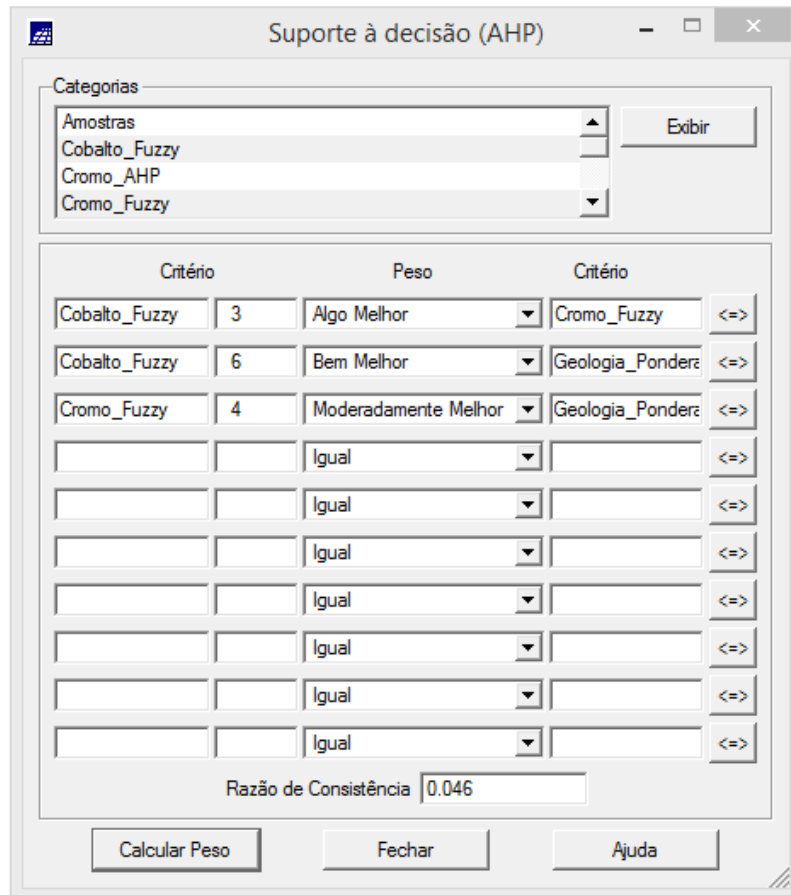 Suporte à decisão (AHP)
Categorias
Amostras
Exibir
Cobalto_Fuzzy
Cromo_AHP
Cromo_Fuzzy
Critério Peso Critério
Cobalto_Fuzzy 3 Algo Melhor Cromo_Fuzzy <=>
Cobalto_Fuzzy 6 Bem Melhor Geologia_Pondera <=>
Cromo_Fuzzy 4 Moderadamente Melhor Geologia_Pondera <=>
Igual <=>
Igual <=>
Igual <=>
Igual <=>
Igual <=>
Igual <=>
Igual <=>
Razão de Consistência 0.046
Calcular Peso Fechar Ajuda